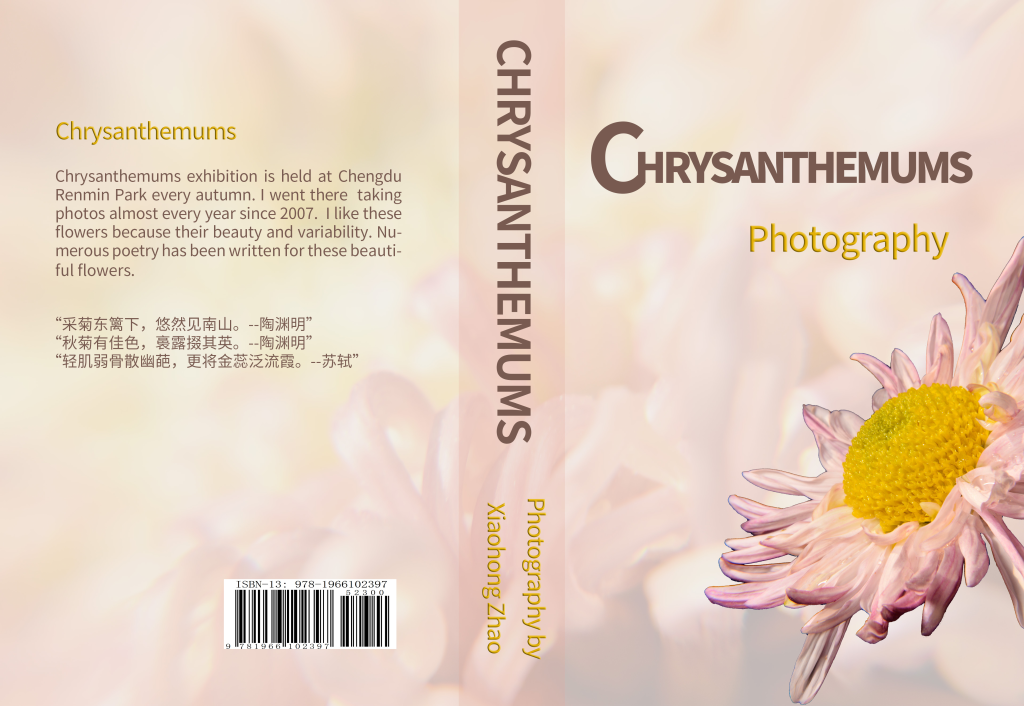 Chrysanthemums
Chrysanthemums exhibition is held at Chengdu
Renmin Park every autumn. I went there  taking
photos almost every year since 2007.  I like these
flowers because their beauty and variability. Nu-
merous poetry has been written for these beauti-
ful flowers.
“采菊东篱下，悠然见南山。--陶渊明”
“秋菊有佳色，裛露掇其英。--陶渊明”
“轻肌弱骨散幽葩，更将金蕊泛流霞。--苏轼”
ISBN-13: 978-1966102397
52300
9 781966 102397
CHRYSANTHEMUMS
Photography by
Xiaohong Zhao
CHRYSANTHEMUMS
Photography